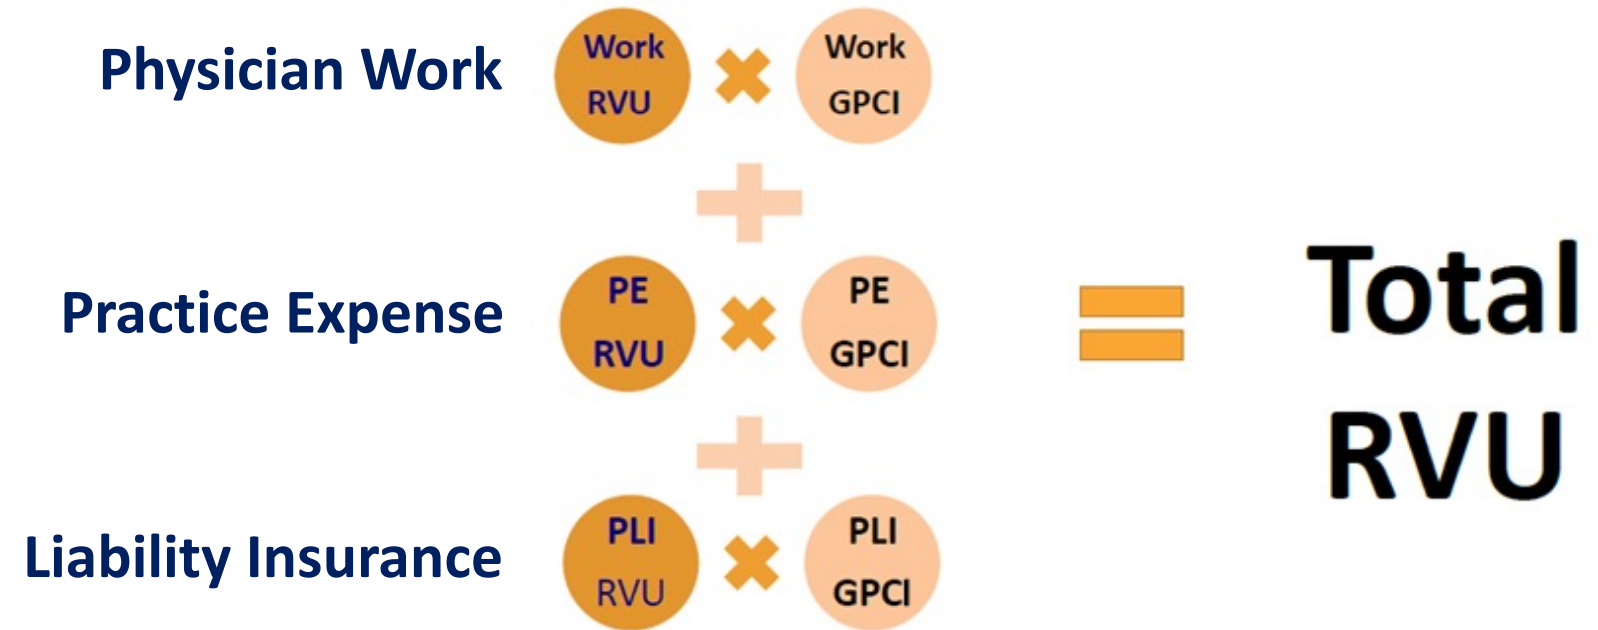 Physician Work
Work
RVU
Work
GPCI
Practice Expense
PE
RVU
PE
GPCI
Liability Insurance
PLI
RVU
PLI
GPCI
Total
RVU